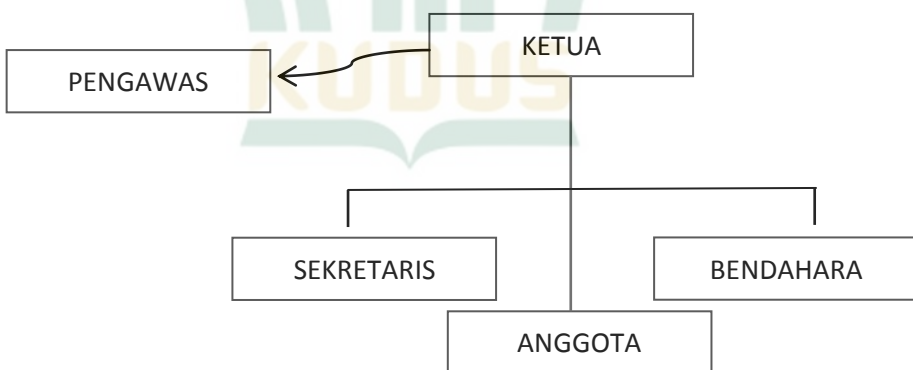 KETUA
PENGAWAS
KUDUS
SEKRETARIS
BENDAHARA
ANGGOTA